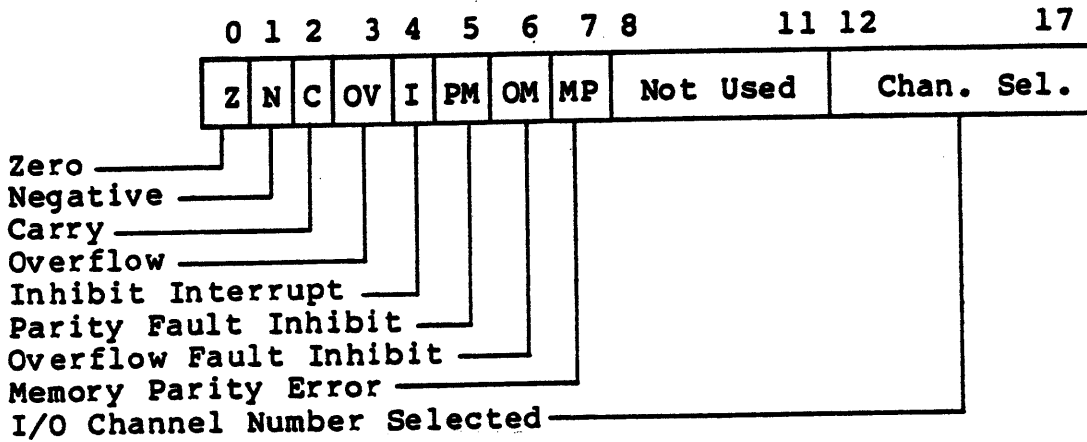 0 1 2 3 4 5 6 7 8 11 12 17
Z N C OV I PM OM MP Not Used Chan. Sel.
Zero
Negative
Carry
Overflow
Inhibit Interrupt
Parity Fault Inhibit
Overflow Fault Inhibit
Memory Parity Error
I/O Channel Number Selected